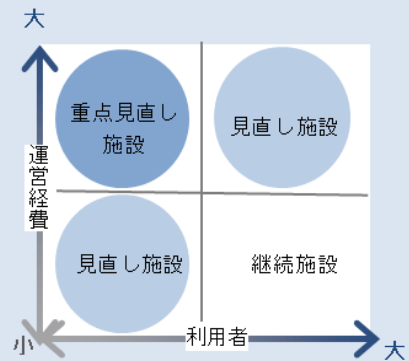 大
重点見直し
施設
見直し施設
運営経費
見直し施設
継続施設
小
利用者
大